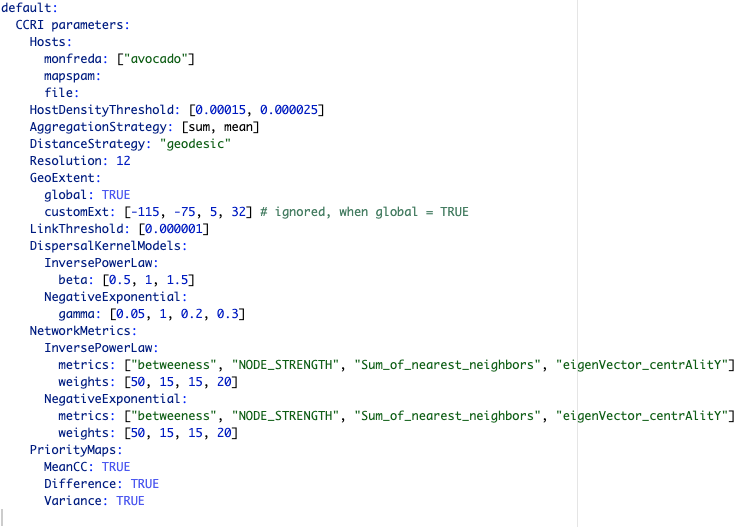 default:
  CCRI parameters:
    Hosts:
      monfreda: ["avocado"]
      mapspam:
      file:
    HostDensityThreshold: [0.00015, 0.000025]
    AggregationStrategy: [sum, mean]
    DistanceStrategy: "geodesic"
    Resolution: 12
    GeoExtent:
      global: TRUE
      customExt: [-115, -75, 5, 32] # ignored, when global = TRUE
    LinkThreshold: [0.000001]
    DispersalKernelModels:
      InversePowerLaw:
        beta: [0.5, 1, 1.5]
      NegativeExponential:
        gamma: [0.05, 1, 0.2, 0.3]
    NetworkMetrics:
      InversePowerLaw:
        metrics: ["betweeness", "NODE_STRENGTH", "Sum_of_nearest_neighbors", "eigenVector_centrAlitY"]
        weights: [50, 15, 15, 20]
      NegativeExponential:
        metrics: ["betweeness", "NODE_STRENGTH", "Sum_of_nearest_neighbors", "eigenVector_centrAlitY"]
        weights: [50, 15, 15, 20]
    PriorityMaps:
      MeanCC: TRUE
      Difference: TRUE
      Variance: TRUE